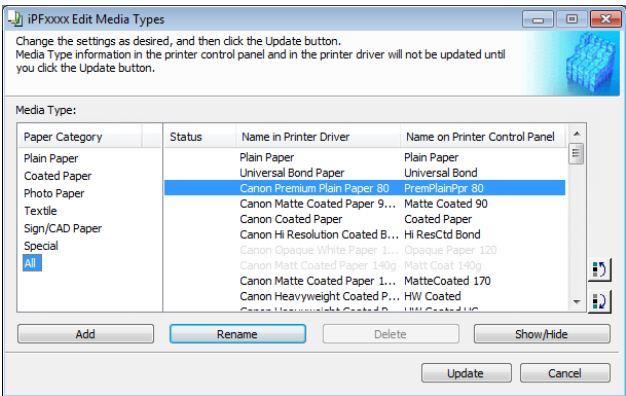 iPFxxxx Edit Media Types
Change the settings as desired, and then click the Update button.
Media Type information in the printer control panel and in the printer driver will not be updated until
you click the Update button.
Media Type:
Paper Category Status Name in Printer Driver Name on Printer Control Panel
Plain Paper Plain Paper Plain Paper
Coated Paper Universal Bond Paper Universal Bond
Photo Paper Canon Premium Plain Paper 80 PremPlainPpr 80
Textile Canon Matte Coated Paper 9... Matte Coated 90
Sign/CAD Paper Canon Coated Paper Coated Paper
Special Canon Hi Resolution Coated B... Hi ResCtd Bond
All Canon Opaque White Paper 1... Opaque Paper 120
Canon Matt Coated Paper 140g Matt Coat 140g
Canon Matte Coated Paper 1... MatteCoated 170
Canon Heavyweight Coated P... HW Coated
Add Rename Delete Show/Hide
Update Cancel